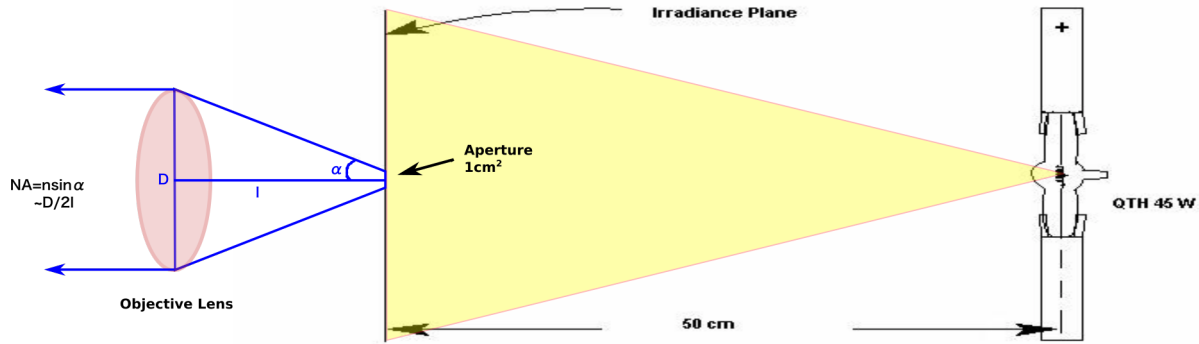 Irradiance Plane
+
α
Aperture
1cm²
D
l
NA=nsinα
~D/2l
QTH 45 W
Objective Lens
50 cm